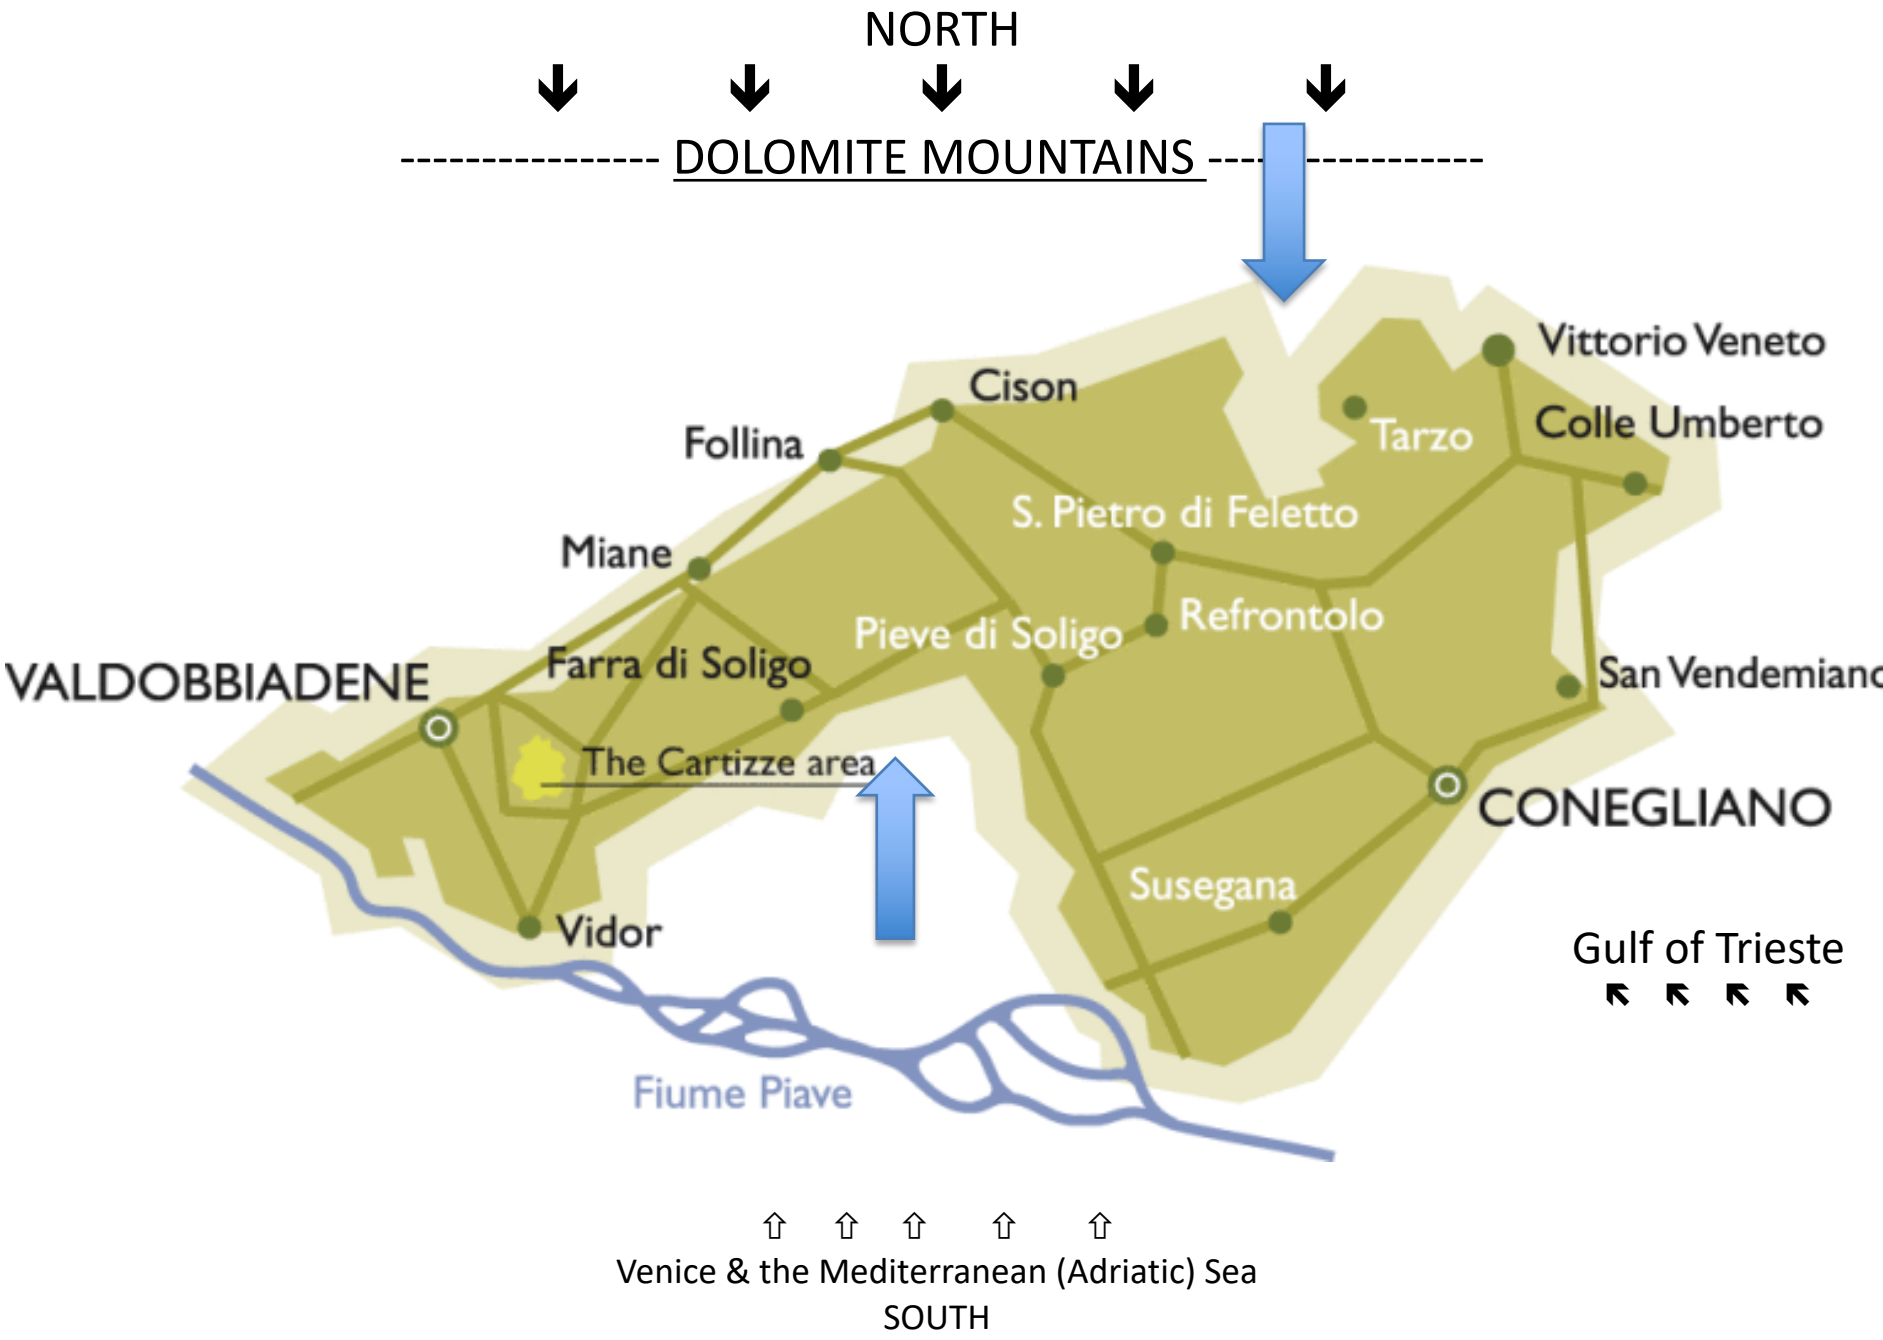 NORTH
DOLOMITE MOUNTAINS
Vittorio Veneto
Cison
Colle Umberto
Tarzo
Follina
S. Pietro di Feletto
Miane
Refrontolo
Pieve di Soligo
Farra di Soligo
San Vendemiano
VALDOBBIADENE
The Cartizze area
CONEGLIANO
Susegana
Vidor
Gulf of Trieste
Fiume Piave
Venice & the Mediterranean (Adriatic) Sea
SOUTH